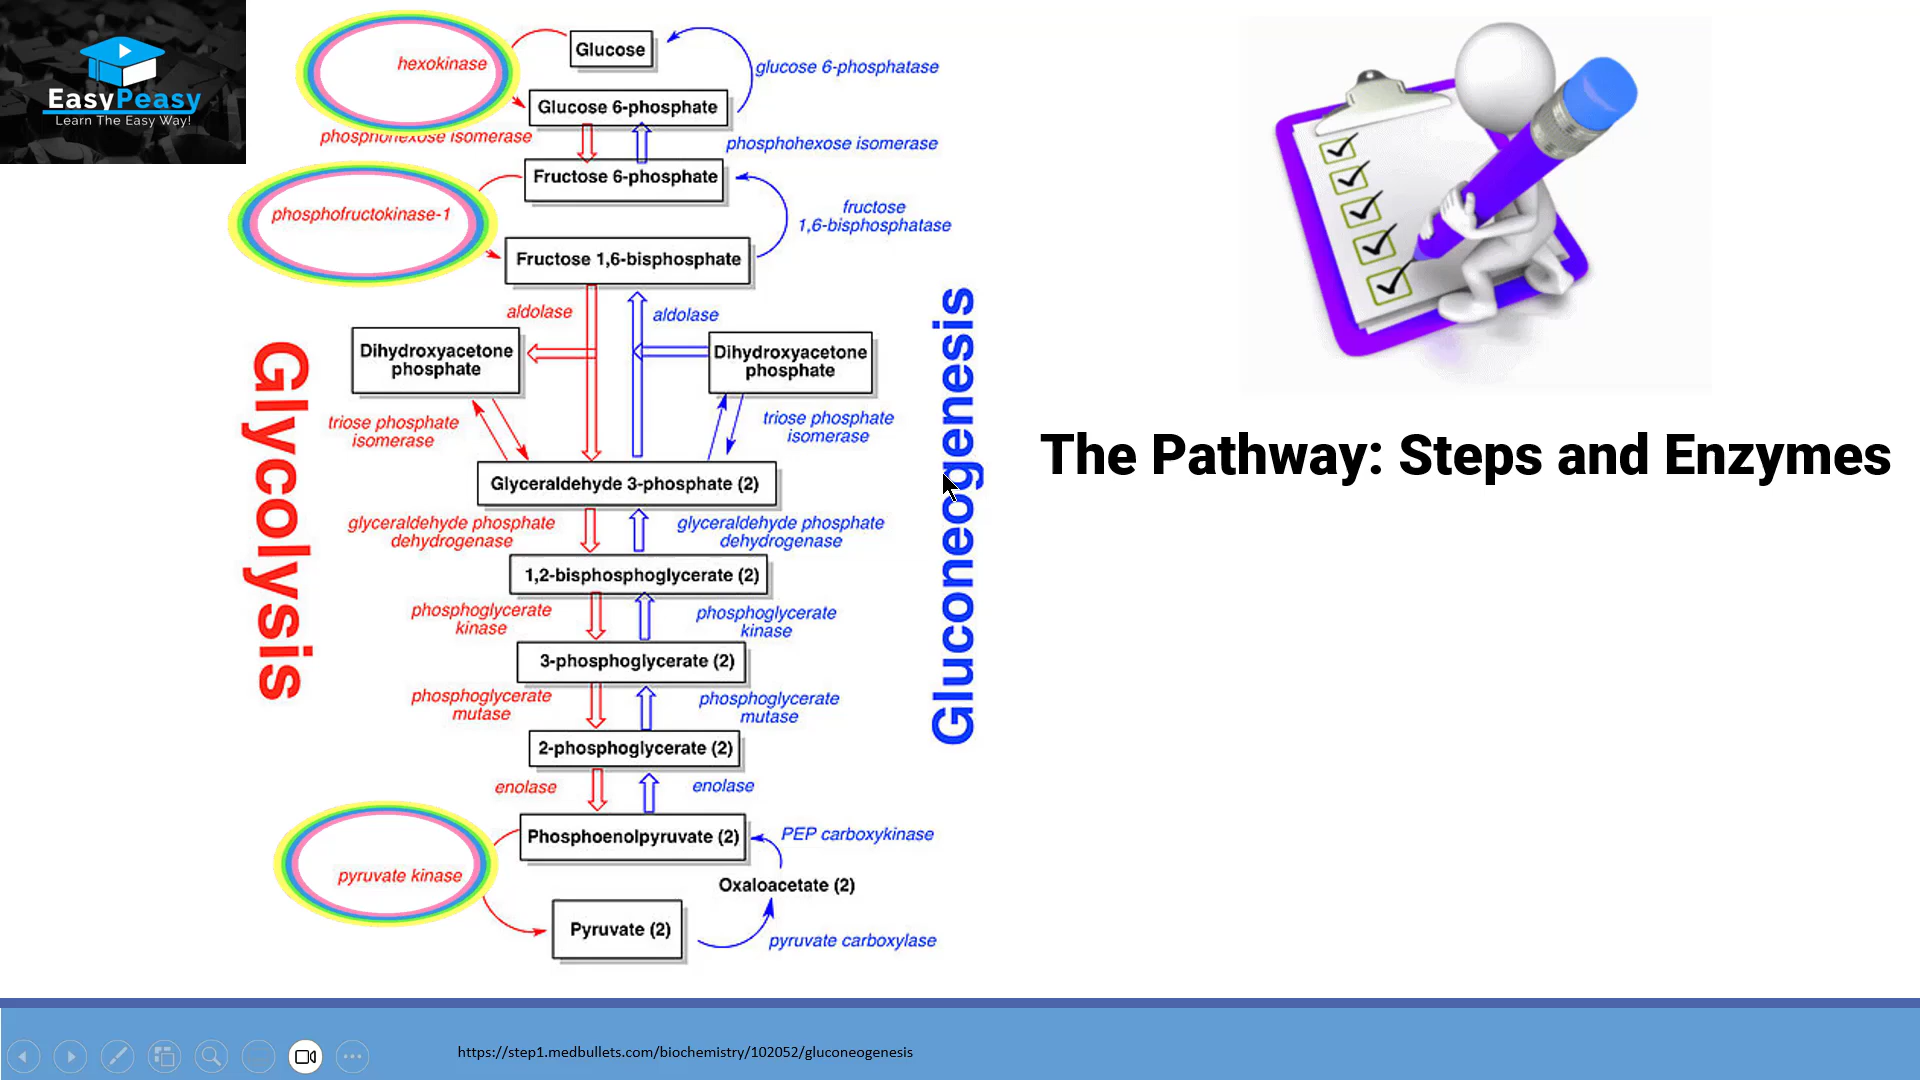 EasyPeasy
Learn The Easy Way!
hexokinase
Glucose
glucose 6-phosphatase
Glucose 6-phosphate
phosphohexose isomerase
phosphohexose isomerase
Fructose 6-phosphate
phosphofructokinase-1
fructose
1,6-bisphosphatase
Fructose 1,6-bisphosphate
aldolase
aldolase
Dihydroxyacetone
phosphate
Dihydroxyacetone
phosphate
triose phosphate
isomerase
triose phosphate
isomerase
Glyceraldehyde 3-phosphate (2)
glyceraldehyde phosphate
dehydrogenase
glyceraldehyde phosphate
dehydrogenase
1,2-bisphosphoglycerate (2)
phosphoglycerate
kinase
phosphoglycerate
kinase
3-phosphoglycerate (2)
phosphoglycerate
mutase
phosphoglycerate
mutase
2-phosphoglycerate (2)
enolase
enolase
Phosphoenolpyruvate (2)
PEP carboxykinase
pyruvate kinase
Oxaloacetate (2)
Pyruvate (2)
pyruvate carboxylase
Glycolysis
Gluconeogenesis
The Pathway: Steps and Enzymes
https://step1.medbullets.com/biochemistry/102052/gluconeogenesis